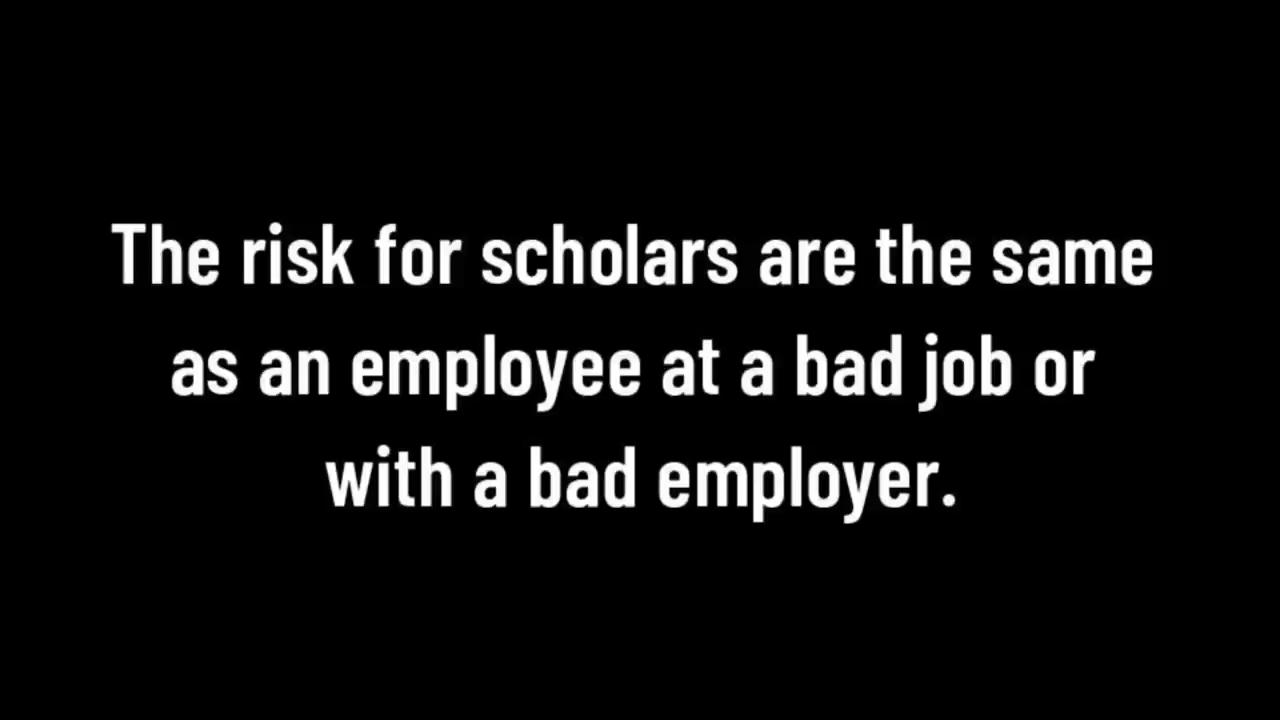 The risk for scholars are the same
as an employee at a bad job or
with a bad employer.